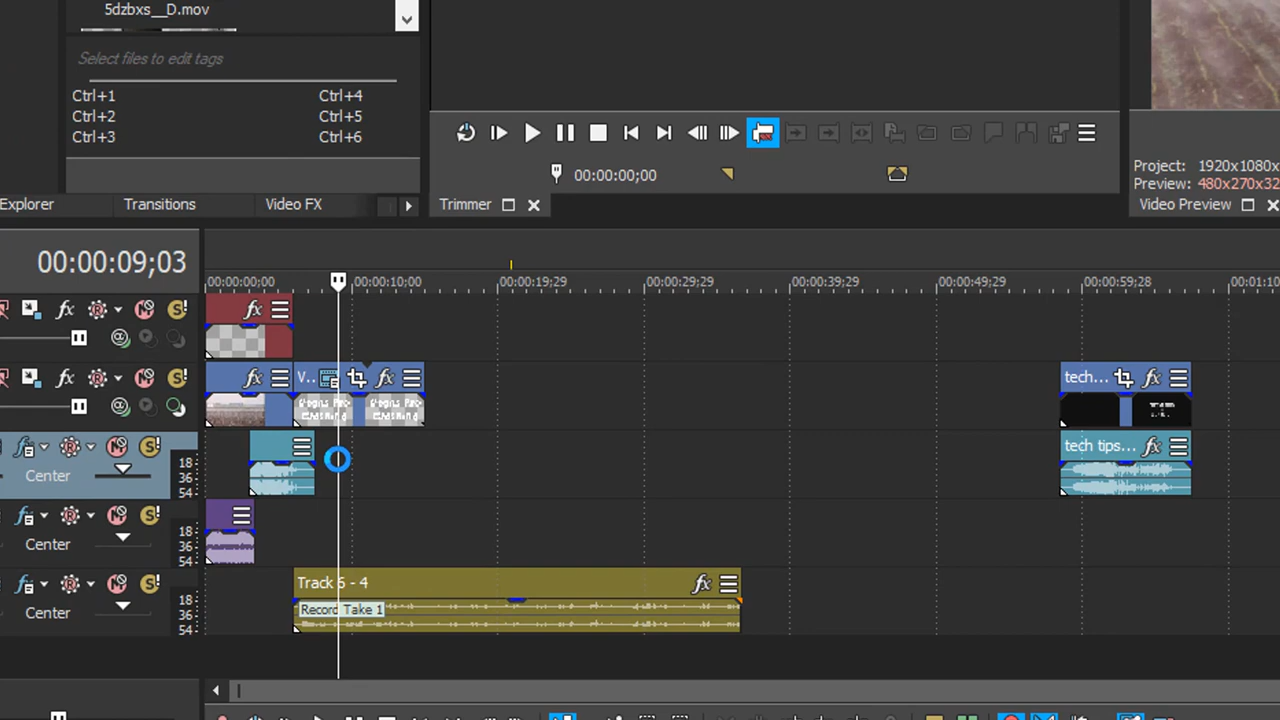 5dzbxs__D.mov
Select files to edit tags
Ctrl+1 Ctrl+4
Ctrl+2 Ctrl+5
Ctrl+3 Ctrl+6
00:00:00;00
Project: 1920x1080x
Preview: 480x270x32
Explorer Transitions Video FX Trimmer Video Preview
00:00:09;03
00:00:00;00 00:00:10;00 00:00:19;29 00:00:29;29 00:00:39;29 00:00:49;29 00:00:59;28 00:01:10
V.. tech...
18
36
54
Center
tech tips...
18
36
54
Center
Track 6 - 4
18
36
54
Center
Record Take 1